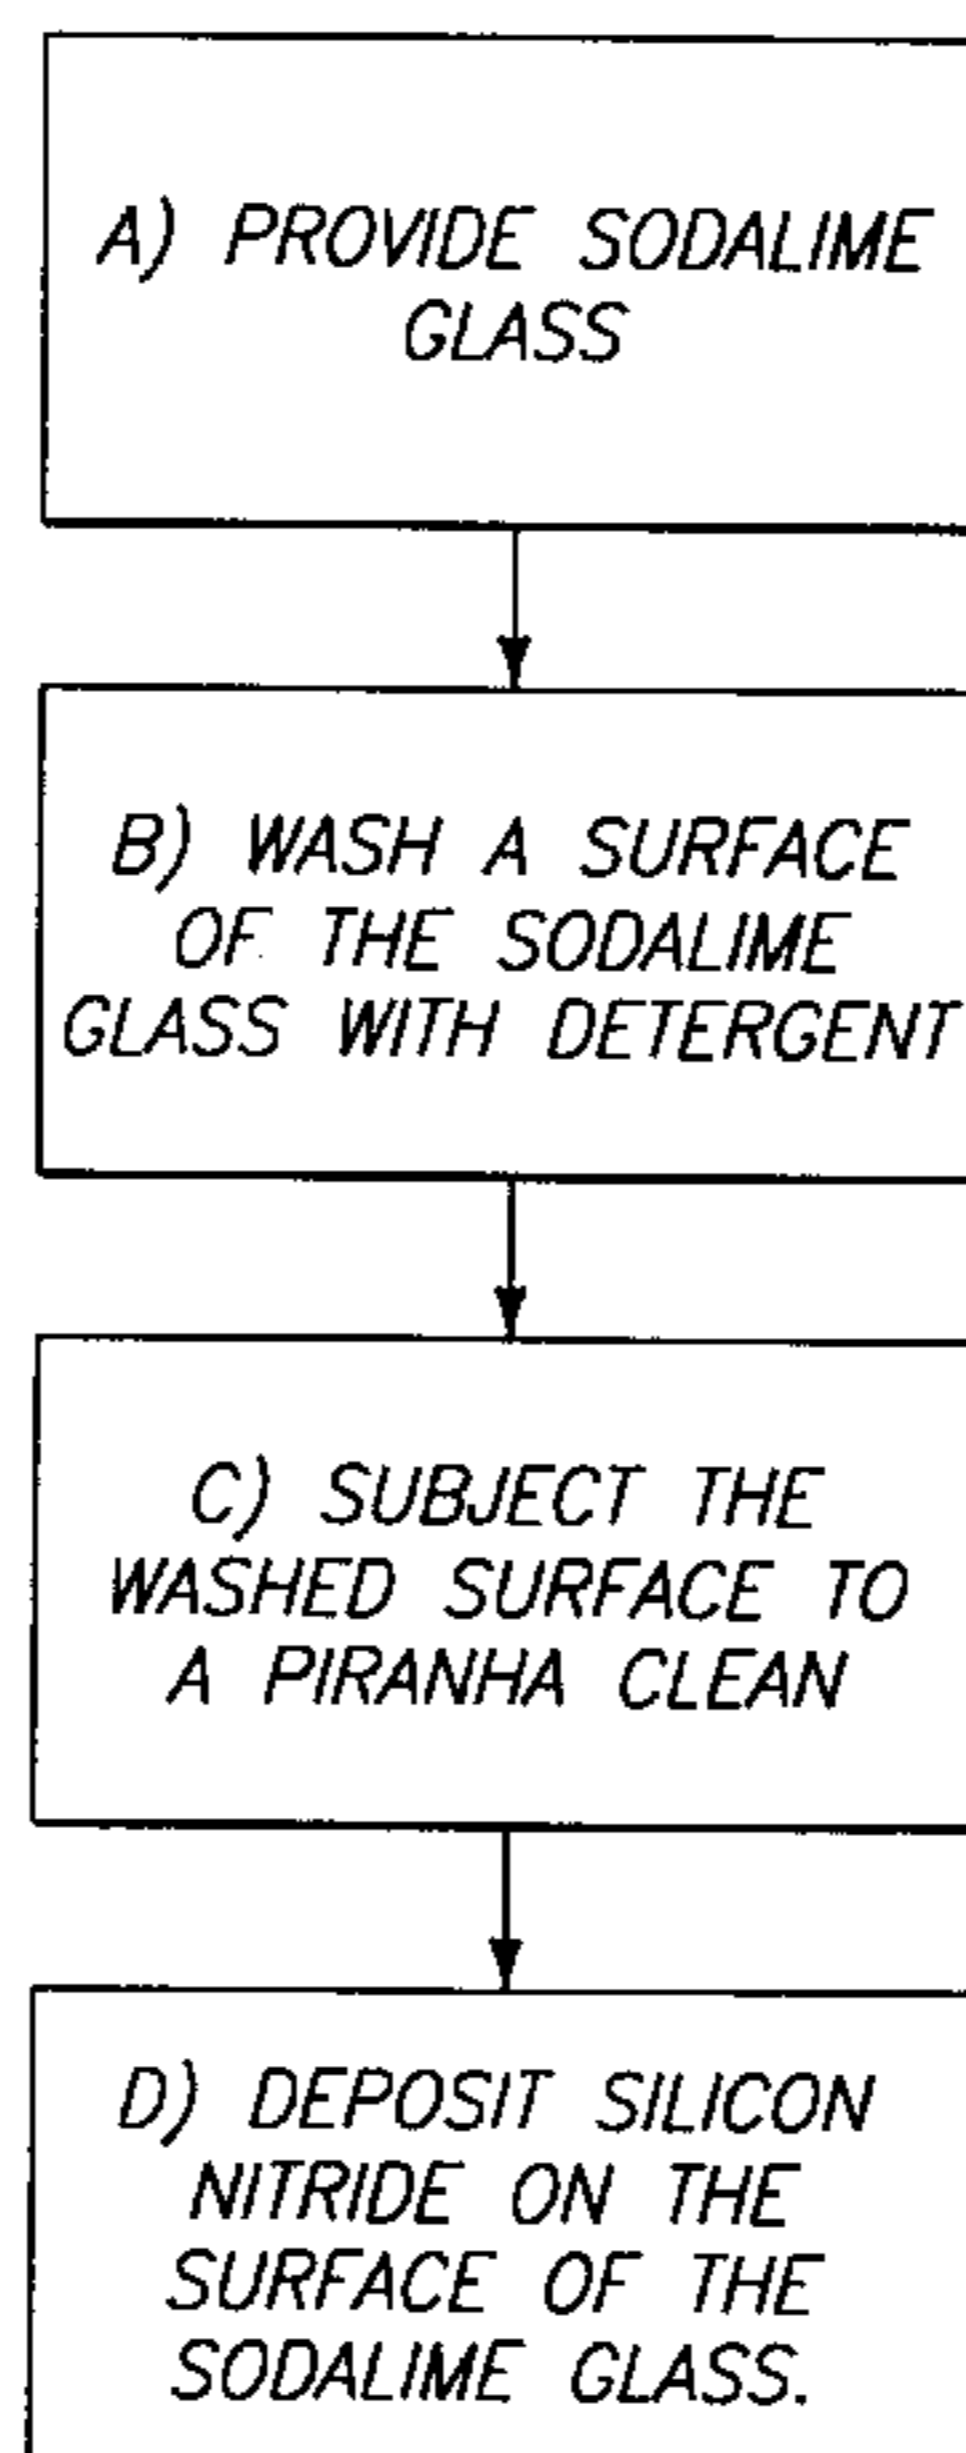 A) PROVIDE SODALIME
GLASS
B) WASH A SURFACE
OF THE SODALIME
GLASS WITH DETERGENT
C) SUBJECT THE
WASHED SURFACE TO
A PIRANHA CLEAN
D) DEPOSIT SILICON
NITRIDE ON THE
SURFACE OF THE
SODALIME GLASS.